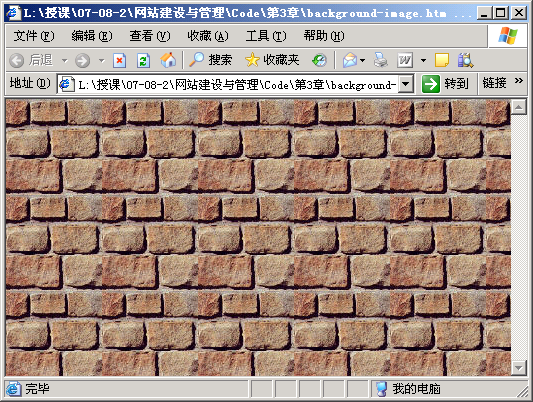 L:\授课\07-08-2\网站建设与管理\Code\第3章\background-image.htm ...
文件(F) 编辑(E) 查看(V) 收藏(A) 工具(T) 帮助(H)
后退 搜索 收藏夹 W
地址(D) L:\授课\07-08-2\网站建设与管理\Code\第3章\background- 转到 链接 »
完毕 我的电脑